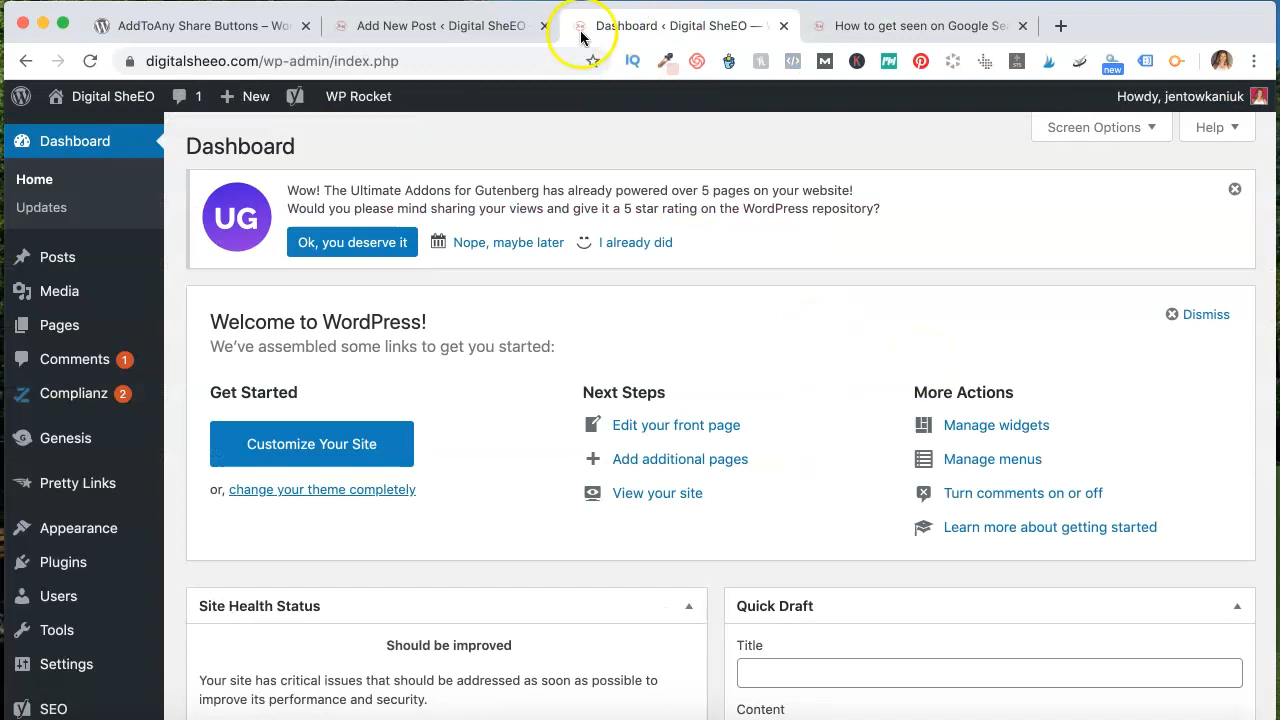 AddToAny Share Buttons – Wo
Add New Post ‹ Digital SheEO
Dashboard ‹ Digital SheEO —
How to get seen on Google Se
digitalsheeo.com/wp-admin/index.php
IQ
new
Digital SheEO
1
New
WP Rocket
Howdy, jentowkaniuk
Dashboard
Home
Updates
Posts
Media
Pages
Comments 1
Complianz 2
Genesis
Pretty Links
Appearance
Plugins
Users
Tools
Settings
SEO
Screen Options
Help
Dashboard
UG
Wow! The Ultimate Addons for Gutenberg has already powered over 5 pages on your website!
Would you please mind sharing your views and give it a 5 star rating on the WordPress repository?
Ok, you deserve it
Nope, maybe later
I already did
Welcome to WordPress!
We've assembled some links to get you started:
Dismiss
Get Started
Customize Your Site
or, change your theme completely
Next Steps
Edit your front page
Add additional pages
View your site
More Actions
Manage widgets
Manage menus
Turn comments on or off
Learn more about getting started
Site Health Status
Should be improved
Your site has critical issues that should be addressed as soon as possible to
improve its performance and security.
Quick Draft
Title
Content